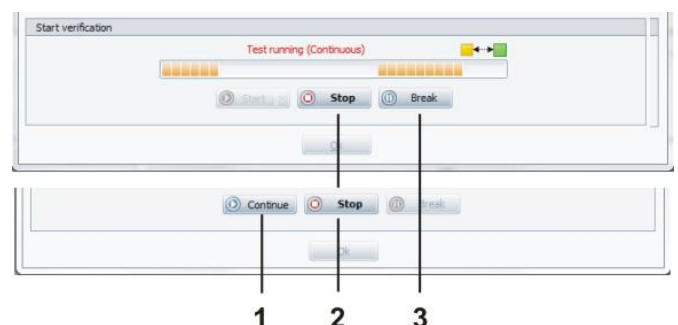 Start verification
Test running (Continuous)
Start Stop Break
Ok
Continue Stop Break
Ok
1 2 3